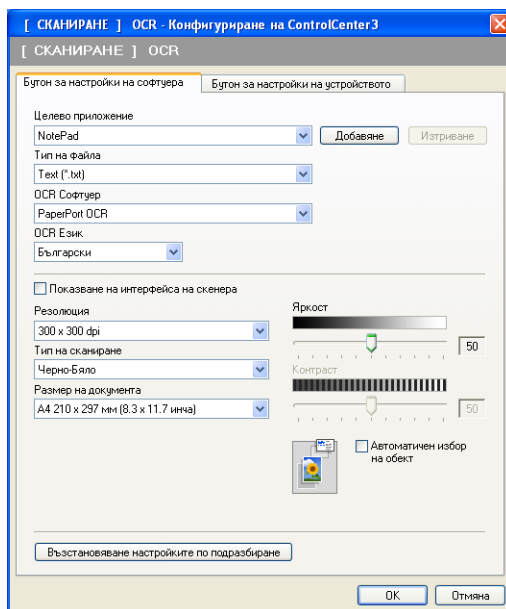 [ СКАНИРАНЕ ] OCR - Конфигуриране на ControlCenter3
[ СКАНИРАНЕ ] OCR
Бутон за настройки на софтуера Бутон за настройки на устройството
Целево приложение
NotePad Добавяне Изтриване
Тип на файла
Text (*.txt)
OCR Софтуер
PaperPort OCR
OCR Език
Български
Показване на интерфейса на скенера
Резолюция Яркост
300 x 300 dpi 50
Тип на сканиране
Черно-Бяло Контраст
Размер на документа
A4 210 x 297 мм (8.3 x 11.7 инча) 50
Автоматичен избор
на обект
Възстановяване настройките по подразбиране
OK Отмяна